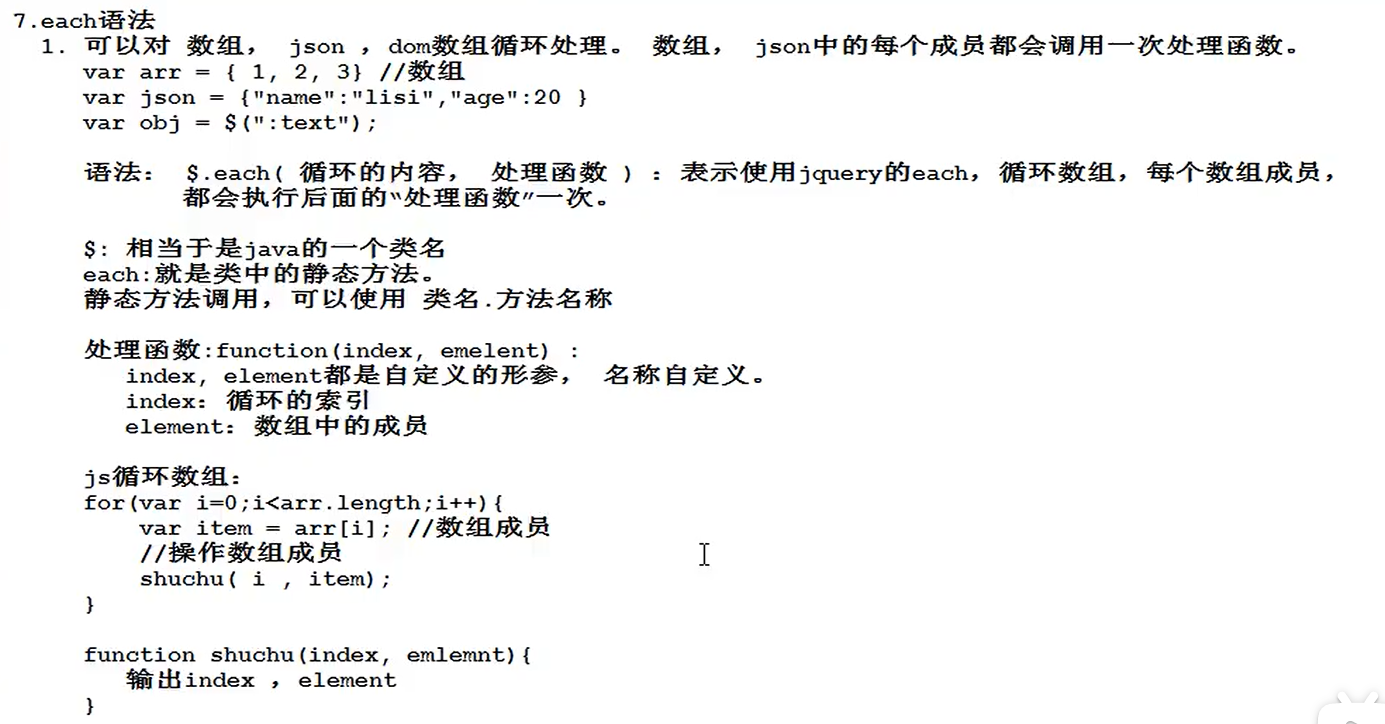 7.each语法
1. 可以对 数组， json ，dom数组循环处理。 数组， json中的每个成员都会调用一次处理函数。
var arr = { 1, 2, 3} //数组
var json = {"name":"lisi","age":20 }
var obj = $(":text");
语法： $.each( 循环的内容， 处理函数 ) ：表示使用jquery的each，循环数组，每个数组成员，
都会执行后面的“处理函数”一次。
$: 相当于是java的一个类名
each:就是类中的静态方法。
静态方法调用，可以使用 类名.方法名称
处理函数:function(index, emelent) :
index, element都是自定义的形参， 名称自定义。
index：循环的索引
element：数组中的成员
js循环数组：
for(var i=0;i<arr.length;i++){
var item = arr[i]; //数组成员
//操作数组成员
shuchu( i , item);
}
function shuchu(index, emlemnt){
输出index ，element
}